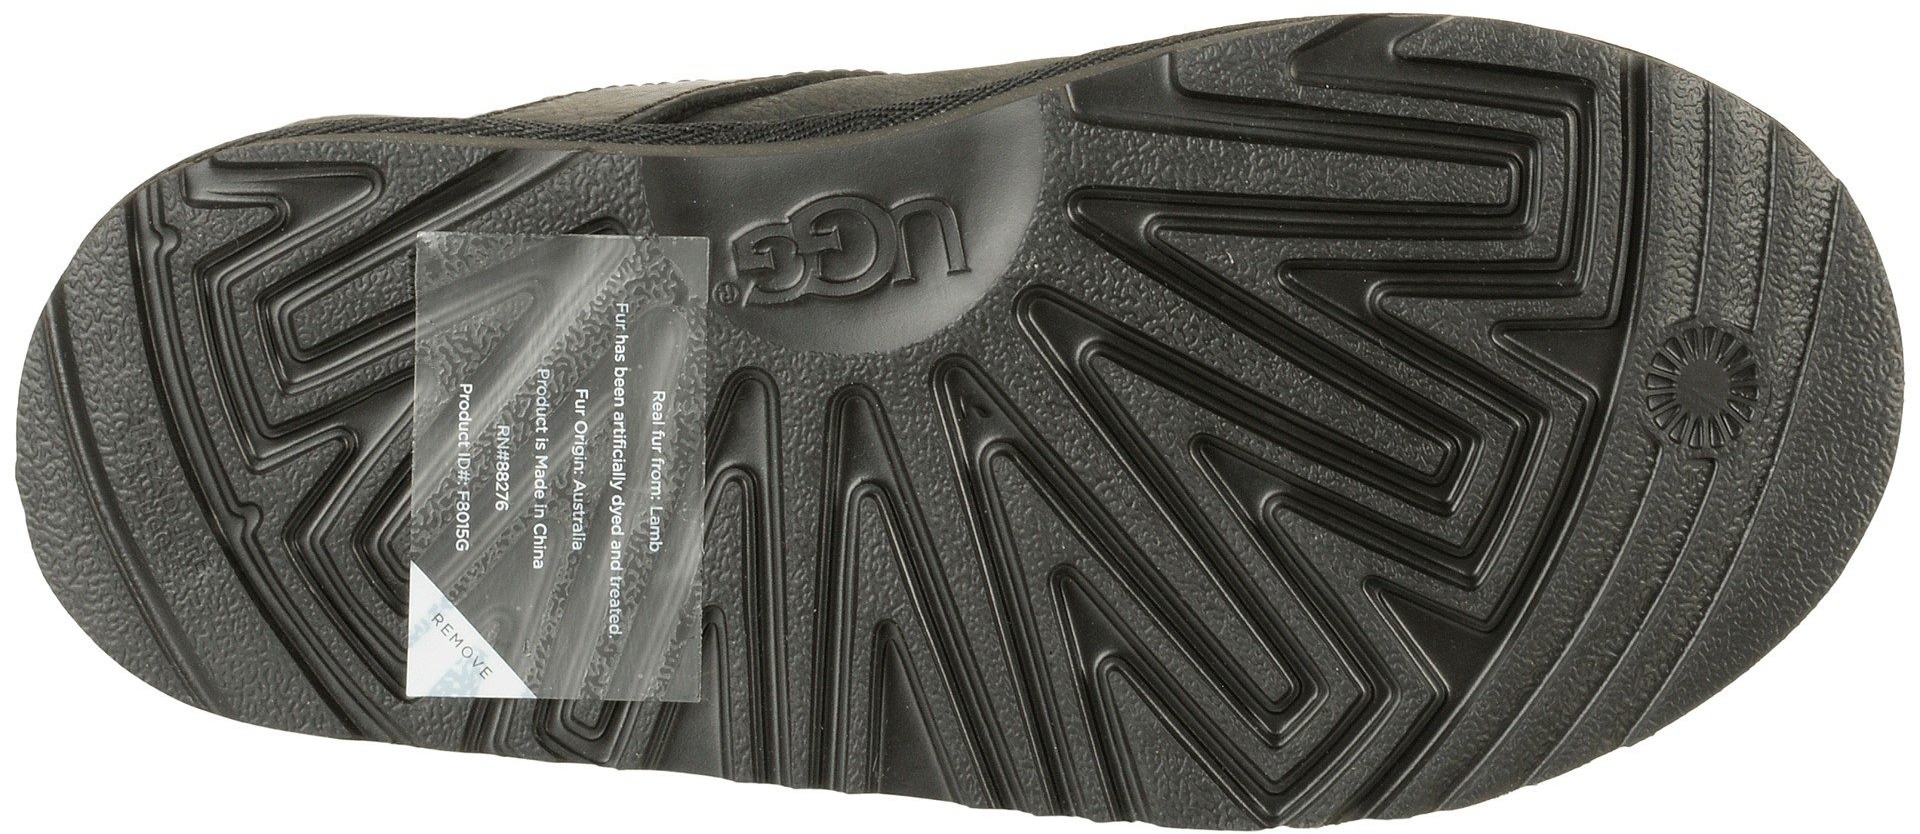 UGG®
Real fur from: Lamb
Fur has been artificially dyed and treated.
Fur Origin: Australia
Product is Made in China
RN#88276
Product ID#: F8015G
REMOVE